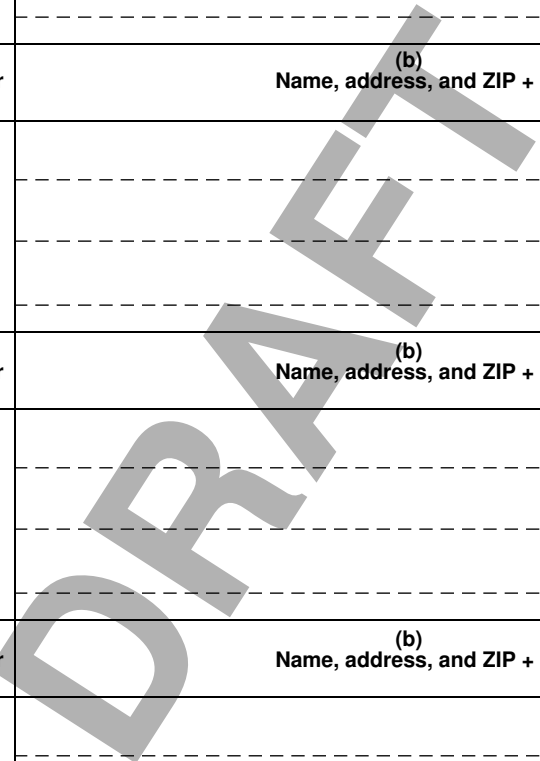 (b)
Name, address, and ZIP +
(b)
Name, address, and ZIP +
(b)
Name, address, and ZIP +
DRAFT